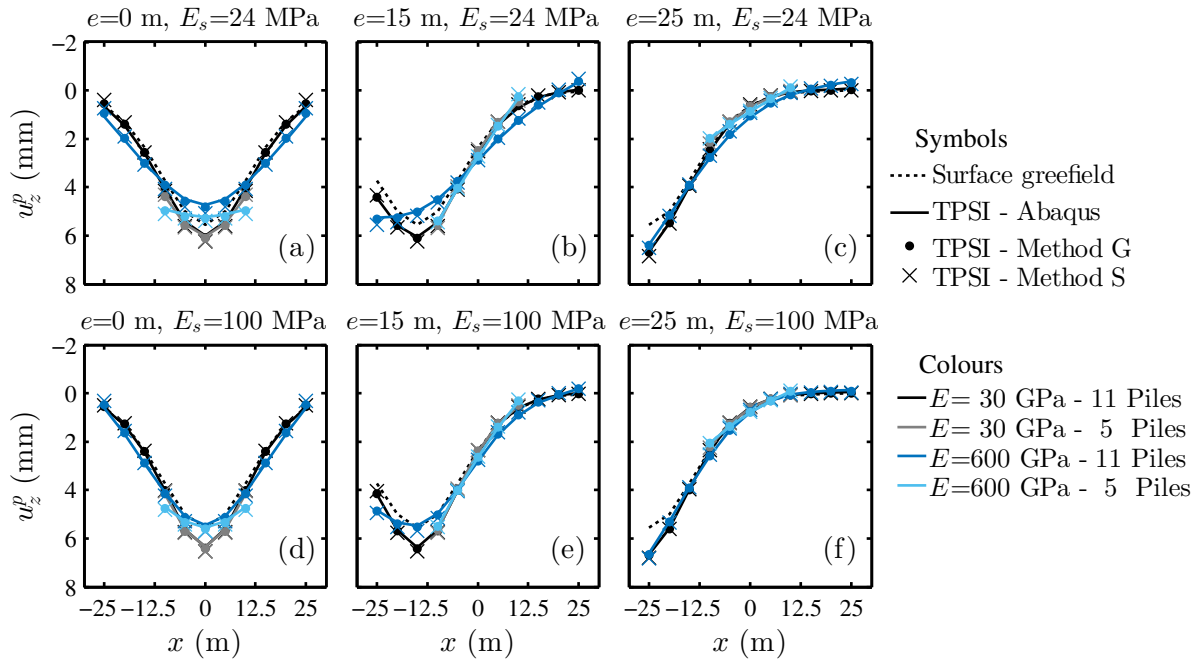 e=0 m, E_s=24 MPa
e=15 m, E_s=24 MPa
e=25 m, E_s=24 MPa
−2
0
2
4
6
8
u_z^p (mm)
(a)
(b)
(c)
Symbols
Surface greefield
TPSI - Abaqus
TPSI - Method G
TPSI - Method S
e=0 m, E_s=100 MPa
e=15 m, E_s=100 MPa
e=25 m, E_s=100 MPa
−2
0
2
4
6
8
u_z^p (mm)
(d)
(e)
(f)
Colours
E= 30 GPa - 11 Piles
E= 30 GPa - 5 Piles
E=600 GPa - 11 Piles
E=600 GPa - 5 Piles
−25 −12.5 0 12.5 25
−25 −12.5 0 12.5 25
−25 −12.5 0 12.5 25
x (m)
x (m)
x (m)